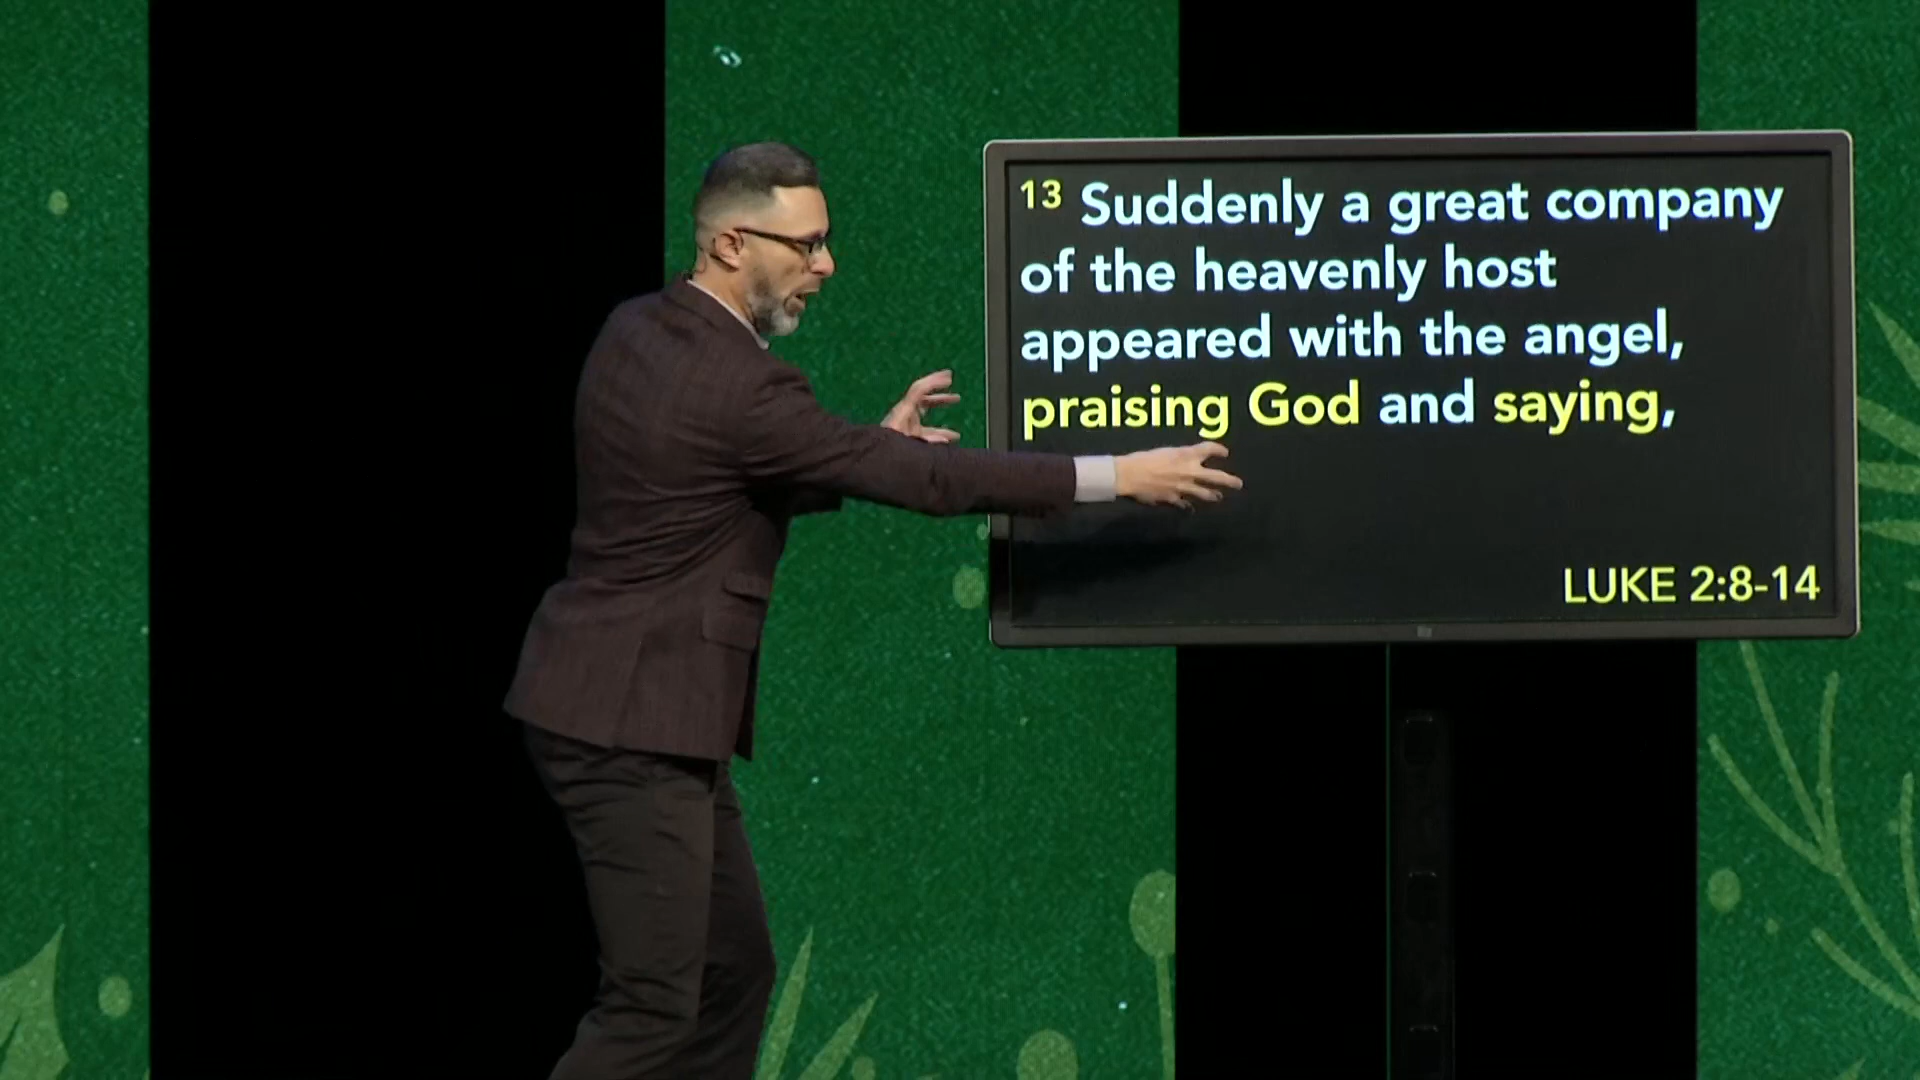 13 Suddenly a great company
of the heavenly host
appeared with the angel,
praising God and saying,
LUKE 2:8-14